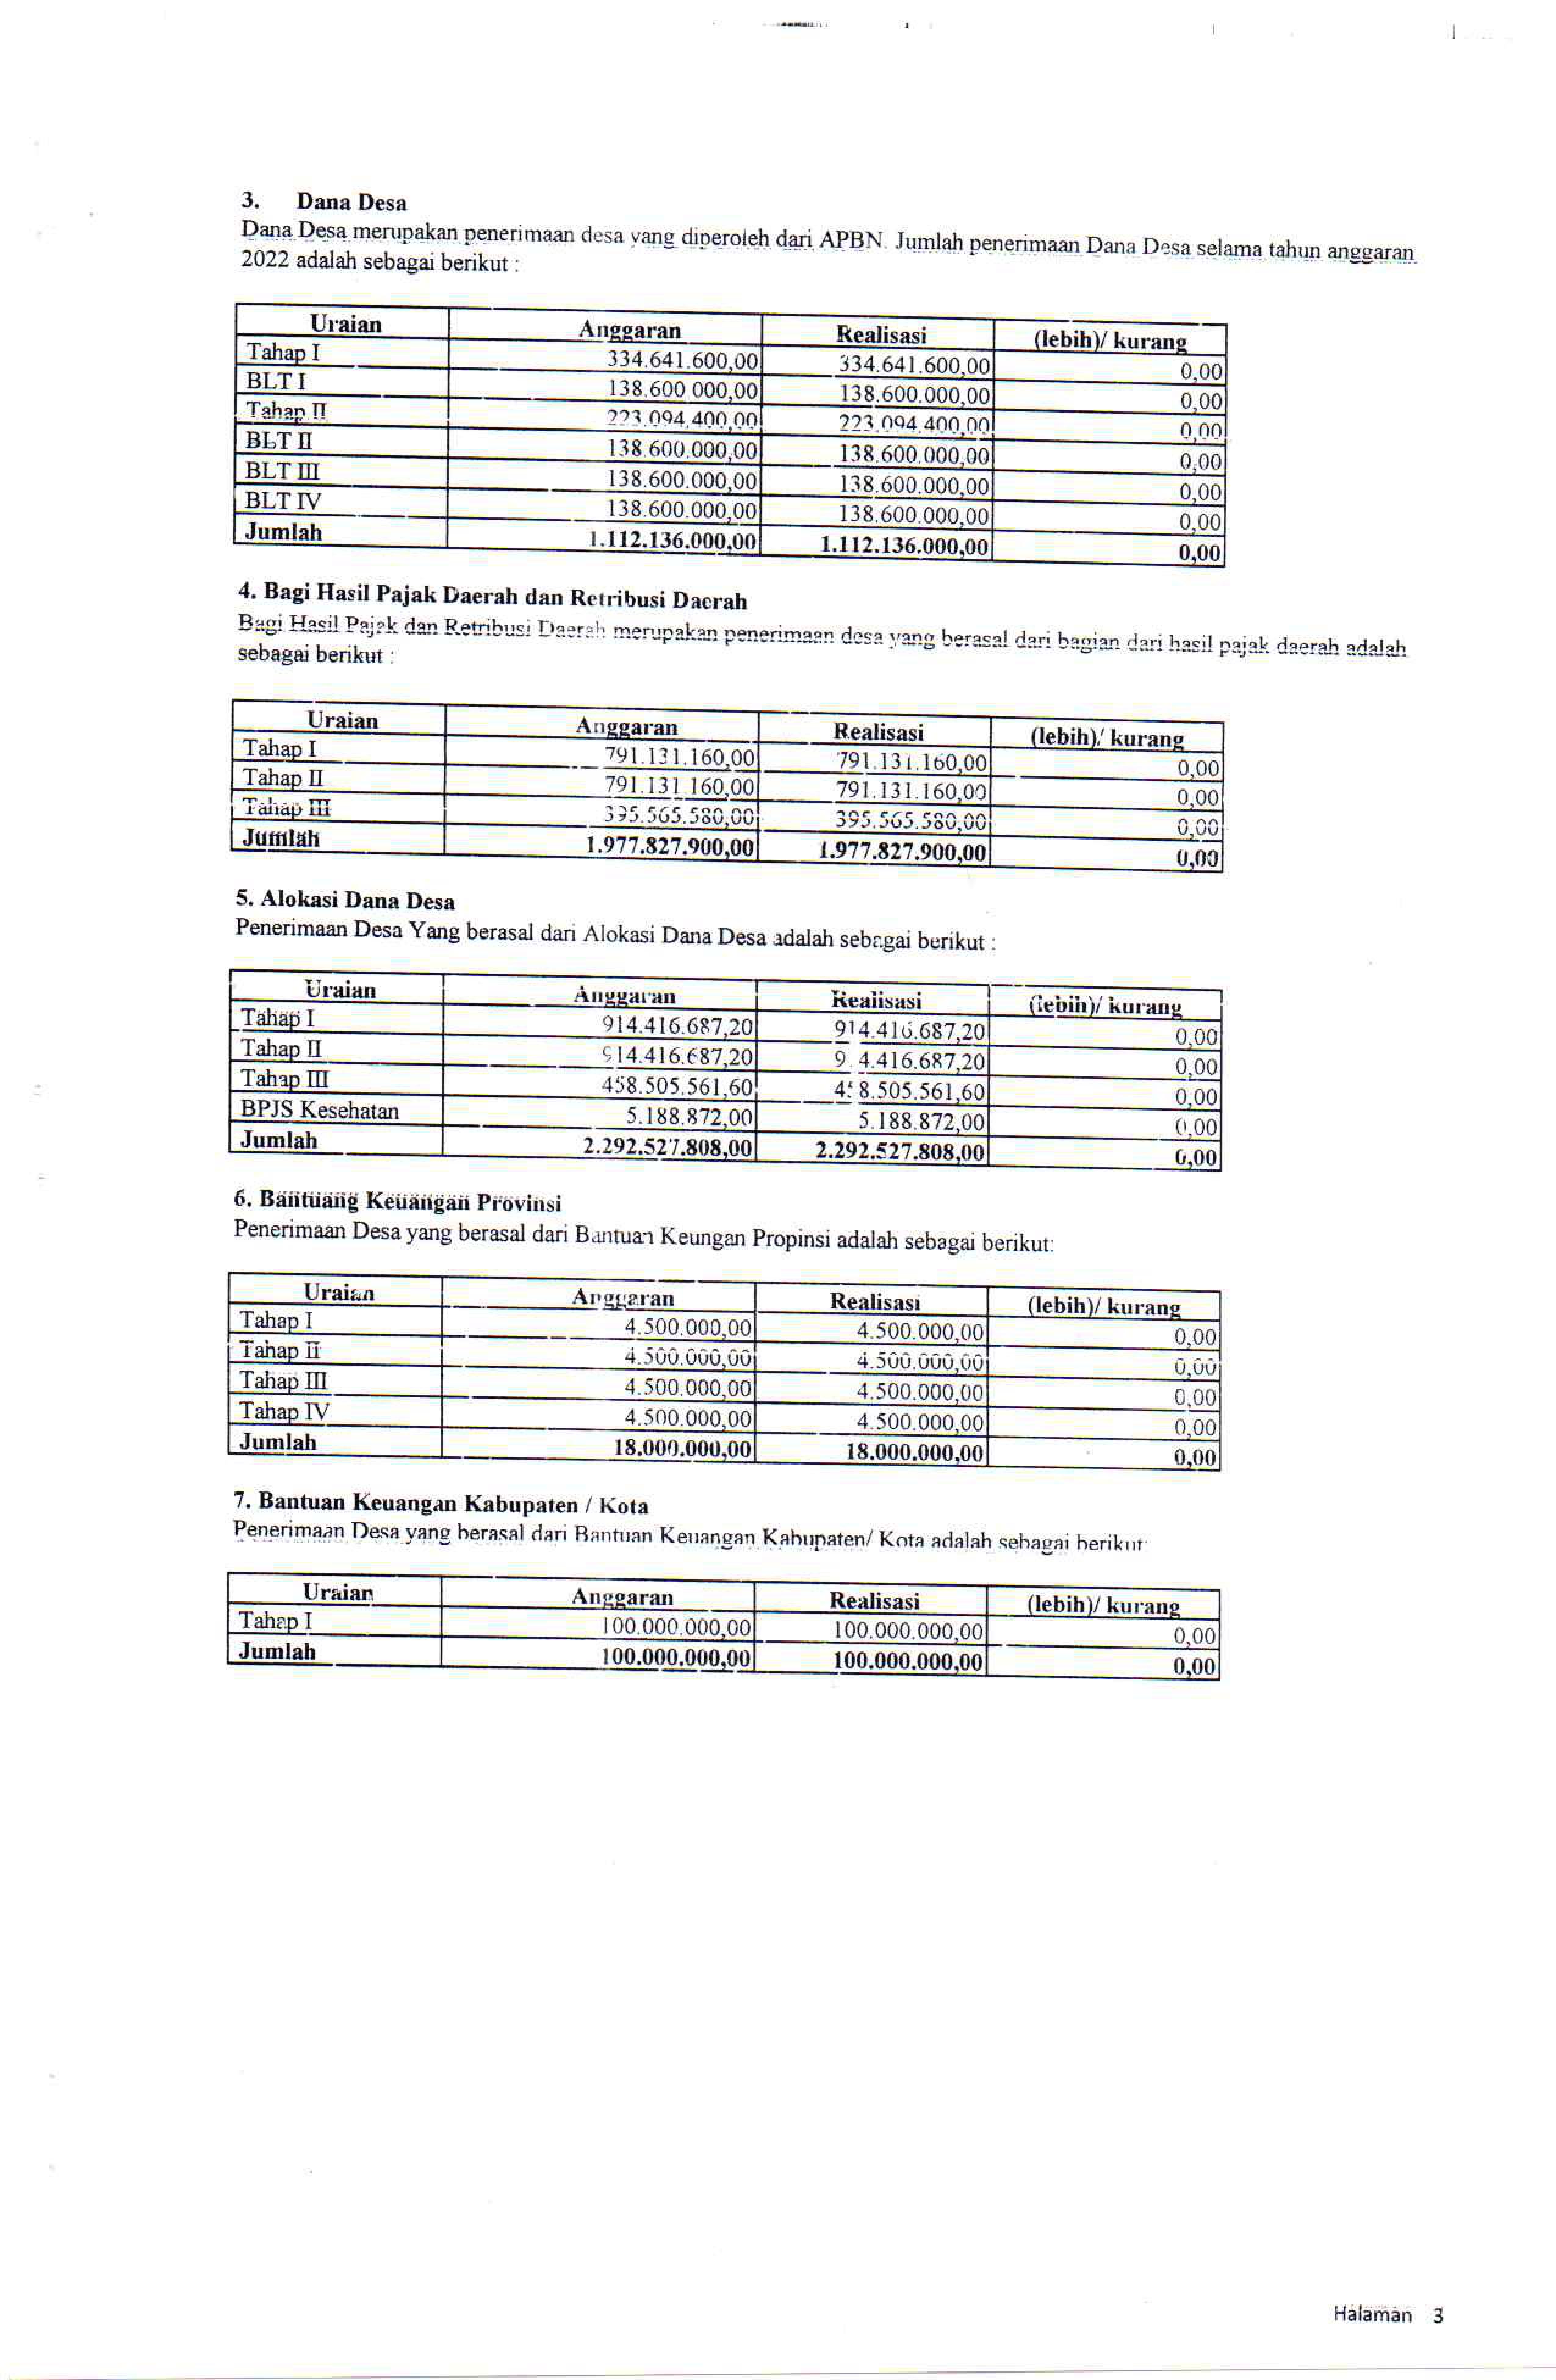 3. Dana Desa
Dana Desa merupakan penerimaan desa yang diperoleh dari APBN. Jumlah penerimaan Dana Desa selama tahun anggaran
2022 adalah sebagai berikut :
Uraian Anggaran Realisasi (lebih)/ kurang
Tahap I 334.641.600,00 334.641.600,00 0,00
BLT I 138.600 000,00 138.600.000,00 0,00
Tahap II 223.094.400,00 223.094.400,00 0,00
BLT II 138.600.000,00 138.600.000,00 0,00
BLT III 138.600.000,00 138.600.000,00 0,00
BLT IV 138.600.000,00 138.600.000,00 0,00
Jumlah 1.112.136.000,00 1.112.136.000,00 0,00
4. Bagi Hasil Pajak Daerah dan Retribusi Daerah
Bagi Hasil Pajak dan Retribusi Daerah merupakan penerimaan desa yang berasal dari bagian dari hasil pajak daerah adalah
sebagai berikut :
Uraian Anggaran Realisasi (lebih)/ kurang
Tahap I 791.131.160,00 791.131.160,00 0,00
Tahap II 791.131 160,00 791.131.160,00 0,00
Tahap III 395.565.580,00 395.565.580,00 0,00
Jumlah 1.977.827.900,00 1.977.827.900,00 0,00
5. Alokasi Dana Desa
Penerimaan Desa Yang berasal dari Alokasi Dana Desa adalah sebagai berikut :
Uraian Anggaran Realisasi (lebih)/ kurang
Tahap I 914.416.687,20 914.416.687,20 0,00
Tahap II 914.416.687,20 914.416.687,20 0,00
Tahap III 458.505.561,60 458.505.561,60 0,00
BPJS Kesehatan 5.188.872,00 5.188.872,00 0,00
Jumlah 2.292.527.808,00 2.292.527.808,00 0,00
6. Bantuang Keuangan Provinsi
Penerimaan Desa yang berasal dari Bantuan Keungan Propinsi adalah sebagai berikut:
Uraian Anggaran Realisasi (lebih)/ kurang
Tahap I 4.500.000,00 4.500.000,00 0,00
Tahap II 4.500.000,00 4.500.000,00 0,00
Tahap III 4.500.000,00 4.500.000,00 0,00
Tahap IV 4.500.000,00 4.500.000,00 0,00
Jumlah 18.000.000,00 18.000.000,00 0,00
7. Bantuan Keuangan Kabupaten / Kota
Penerimaan Desa yang berasal dari Bantuan Keuangan Kabupaten/ Kota adalah sebagai berikut:
Uraian Anggaran Realisasi (lebih)/ kurang
Tahap I 100.000.000,00 100.000.000,00 0,00
Jumlah 100.000.000,00 100.000.000,00 0,00
Halaman 3